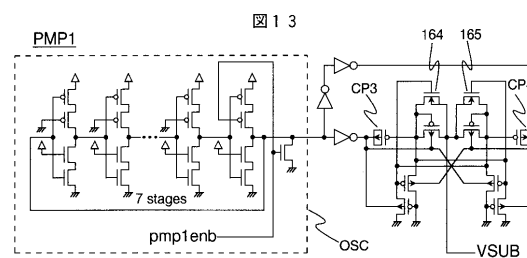 図13
PMP1
164 165
CP3
7 stages
pmp1enb
OSC
VSUB